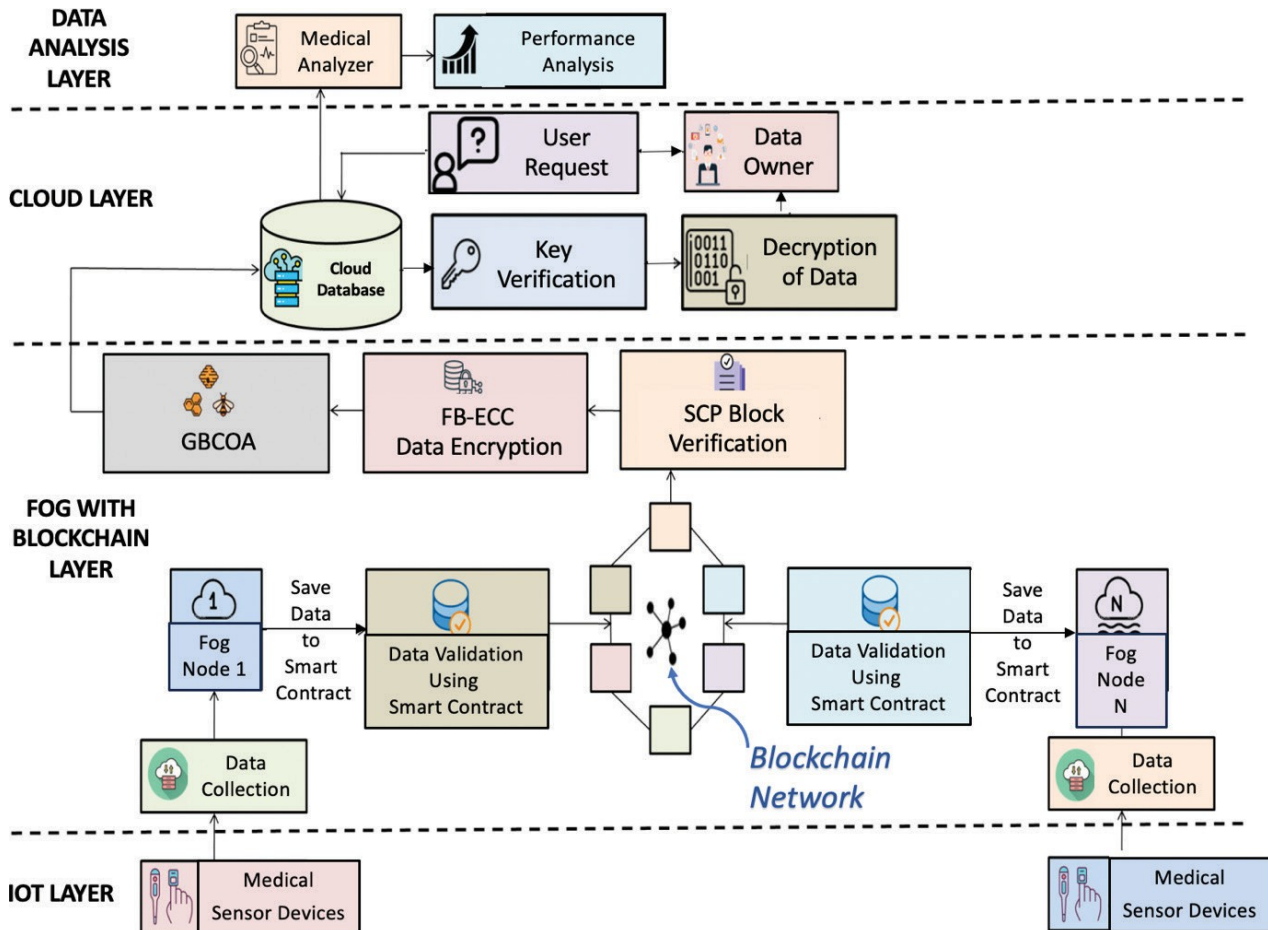 DATA
ANALYSIS
LAYER
Medical
Analyzer
Performance
Analysis
CLOUD LAYER
User
Request
Data
Owner
Cloud
Database
Key
Verification
0011
0110
001
Decryption
of Data
GBCOA
FB-ECC
Data Encryption
SCP Block
Verification
FOG WITH
BLOCKCHAIN
LAYER
1
Fog
Node 1
Save
Data
to
Smart
Contract
Data Validation
Using
Smart Contract
Blockchain
Network
Data Validation
Using
Smart Contract
Save
Data
to
Smart
Contract
N
Fog
Node
N
Data
Collection
Data
Collection
IOT LAYER
Medical
Sensor Devices
Medical
Sensor Devices